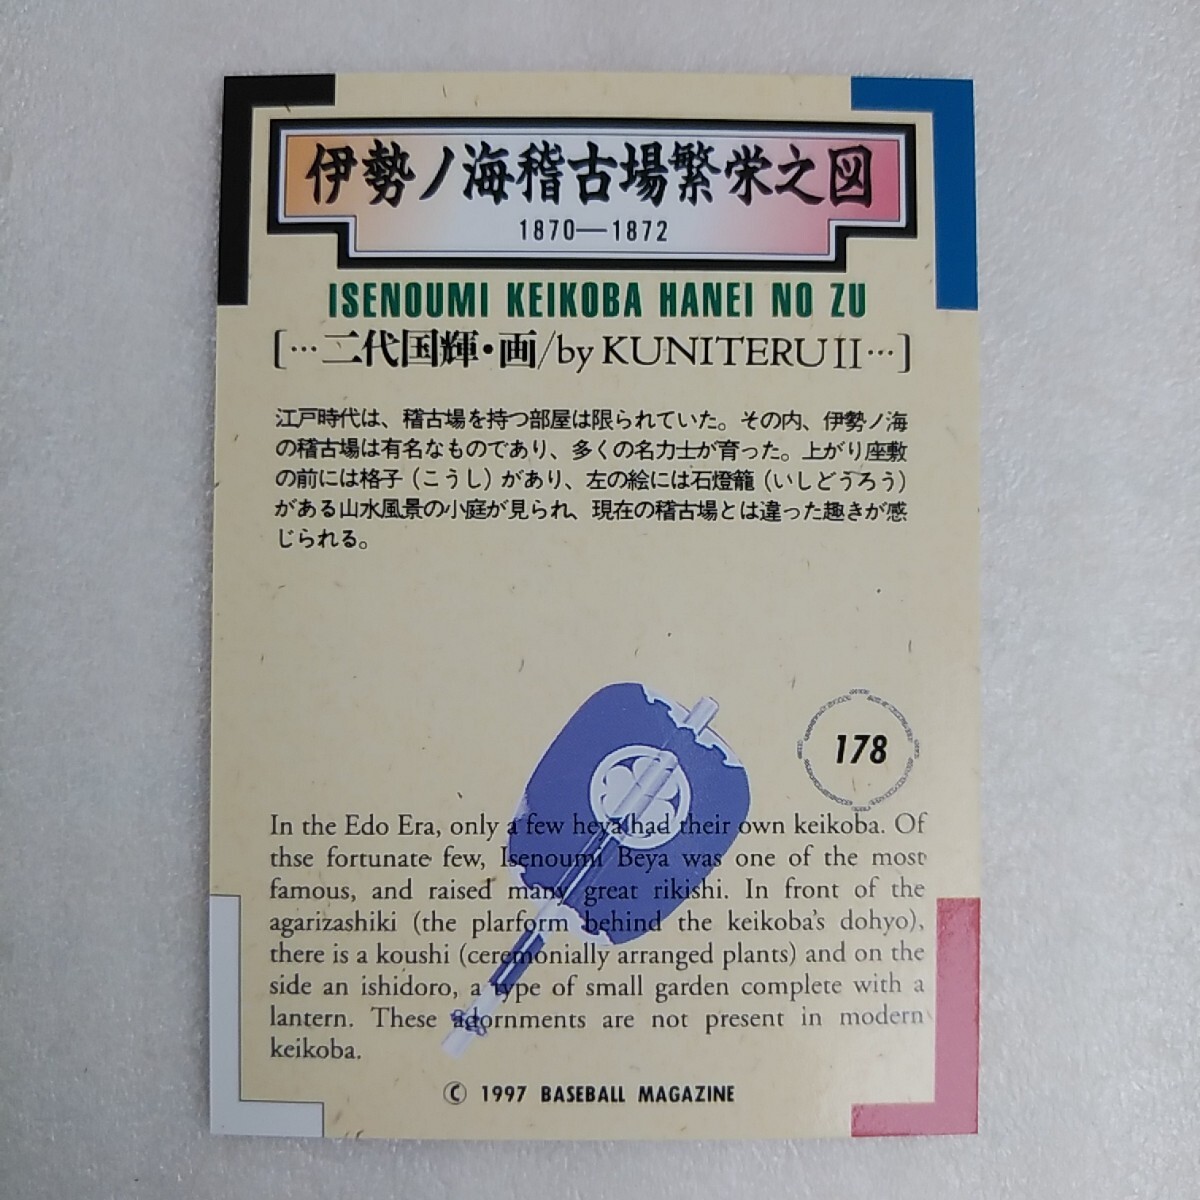 伊勢ノ海稽古場繁栄之図
1870—1872
ISENOUMI KEIKOBA HANEI NO ZU
[…二代国輝・画/by KUNITERU II…]
江戸時代は、稽古場を持つ部屋は限られていた。その内、伊勢ノ海
の稽古場は有名なものであり、多くの名力士が育った。上がり座敷
の前には格子（こうし）があり、左の絵には石燈籠（いしどうろう）
がある山水風景の小庭が見られ、現在の稽古場とは違った趣きが感
じられる。
178
In the Edo Era, only a few heya had their own keikoba. Of
thse fortunate few, Isenoumi Beya was one of the most
famous, and raised many great rikishi. In front of the
agarizashiki (the plarform behind the keikoba's dohyo),
there is a koushi (ceremonially arranged plants) and on the
side an ishidoro, a type of small garden complete with a
lantern. These adornments are not present in modern
keikoba.
© 1997 BASEBALL MAGAZINE